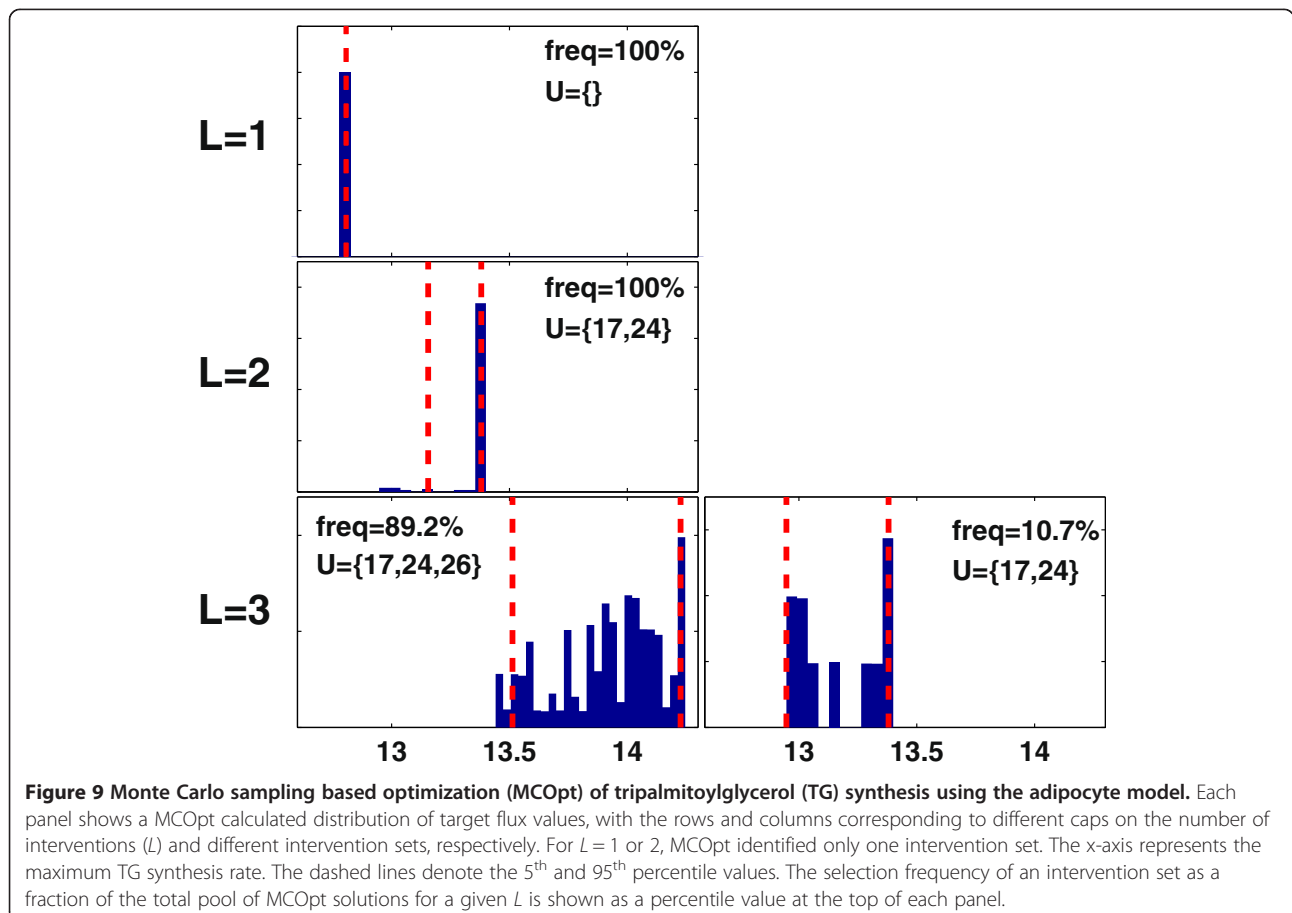 freq=100%
U={}
L=1
freq=100%
U={17,24}
L=2
freq=89.2%
U={17,24,26}
freq=10.7%
U={17,24}
L=3
13 13.5 14 13 13.5 14
Figure 9 Monte Carlo sampling based optimization (MCOpt) of tripalmitoylglycerol (TG) synthesis using the adipocyte model. Each
panel shows a MCOpt calculated distribution of target flux values, with the rows and columns corresponding to different caps on the number of
interventions (L) and different intervention sets, respectively. For L = 1 or 2, MCOpt identified only one intervention set. The x-axis represents the
maximum TG synthesis rate. The dashed lines denote the 5th and 95th percentile values. The selection frequency of an intervention set as a
fraction of the total pool of MCOpt solutions for a given L is shown as a percentile value at the top of each panel.